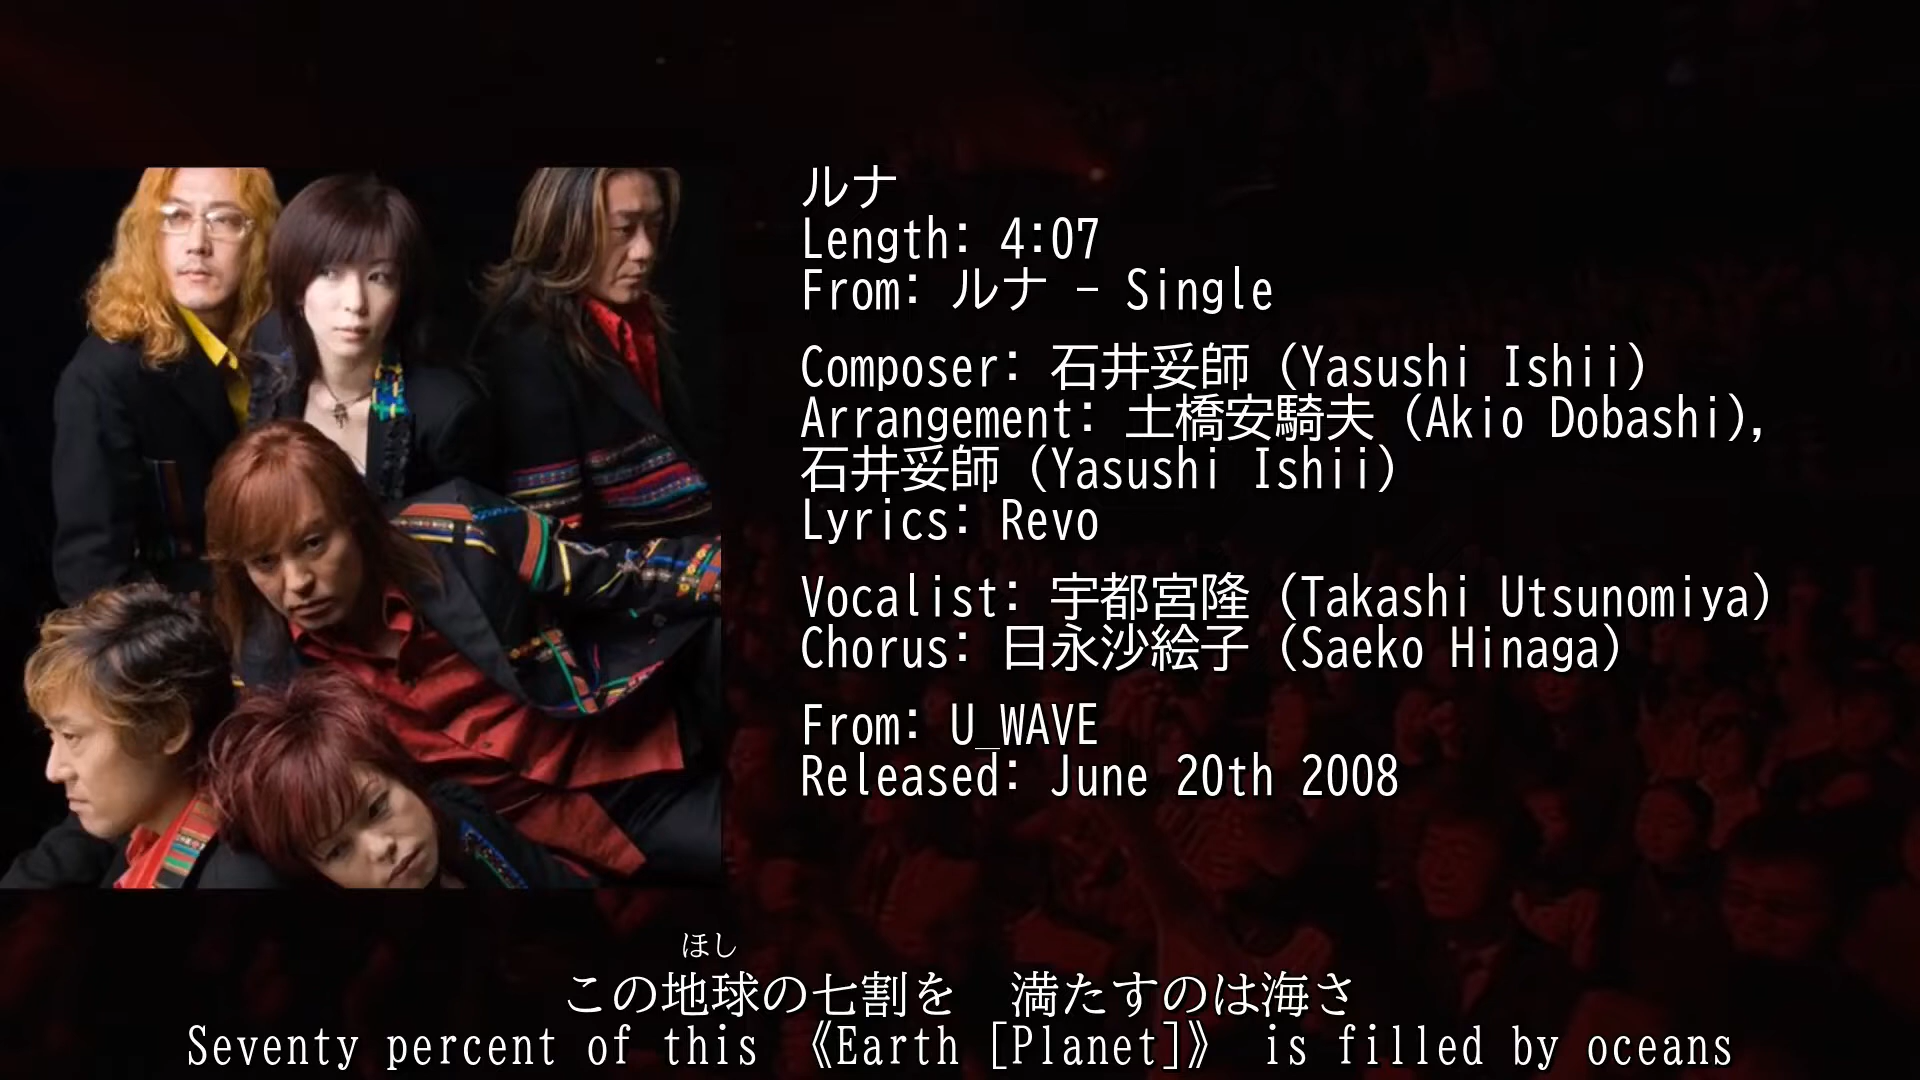 ルナ
Length: 4:07
From: ルナ - Single
Composer: 石井妥師 (Yasushi Ishii)
Arrangement: 土橋安騎夫 (Akio Dobashi),
石井妥師 (Yasushi Ishii)
Lyrics: Revo
Vocalist: 宇都宮隆 (Takashi Utsunomiya)
Chorus: 日永沙絵子 (Saeko Hinaga)
From: U_WAVE
Released: June 20th 2008
ほし
この地球の七割を 満たすのは海さ
Seventy percent of this 《Earth [Planet]》 is filled by oceans